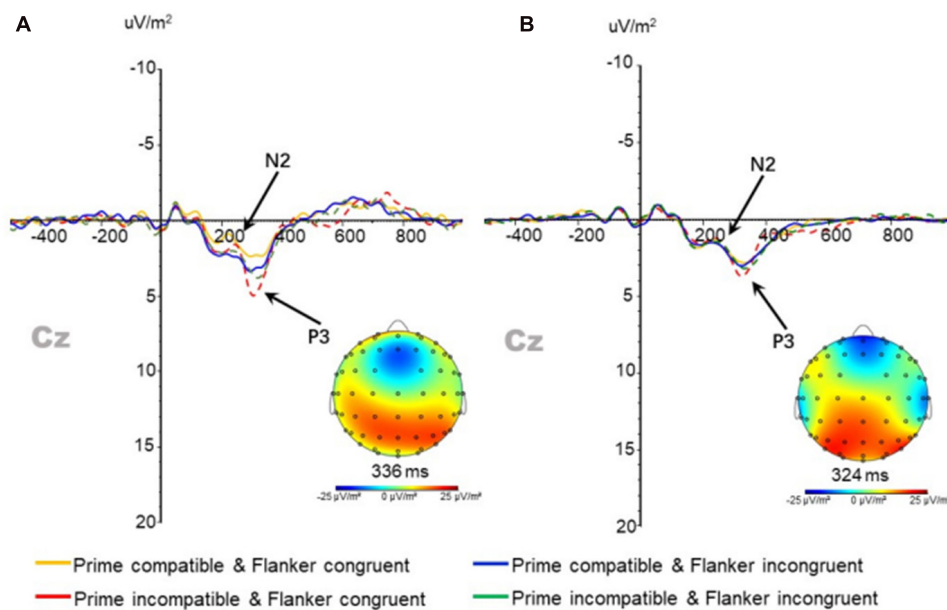 A
uV/m²
-10
-5
N2
-400
-200
200
400
600
800
5
P3
Cz
10
15
20
336 ms
-25 µV/m²
0 µV/m²
25 µV/m²
B
uV/m²
-10
-5
N2
-400
-200
200
400
600
800
5
P3
Cz
10
15
20
324 ms
-25 µV/m²
0 µV/m²
25 µV/m²
Prime compatible & Flanker congruent
Prime compatible & Flanker incongruent
Prime incompatible & Flanker congruent
Prime incompatible & Flanker incongruent